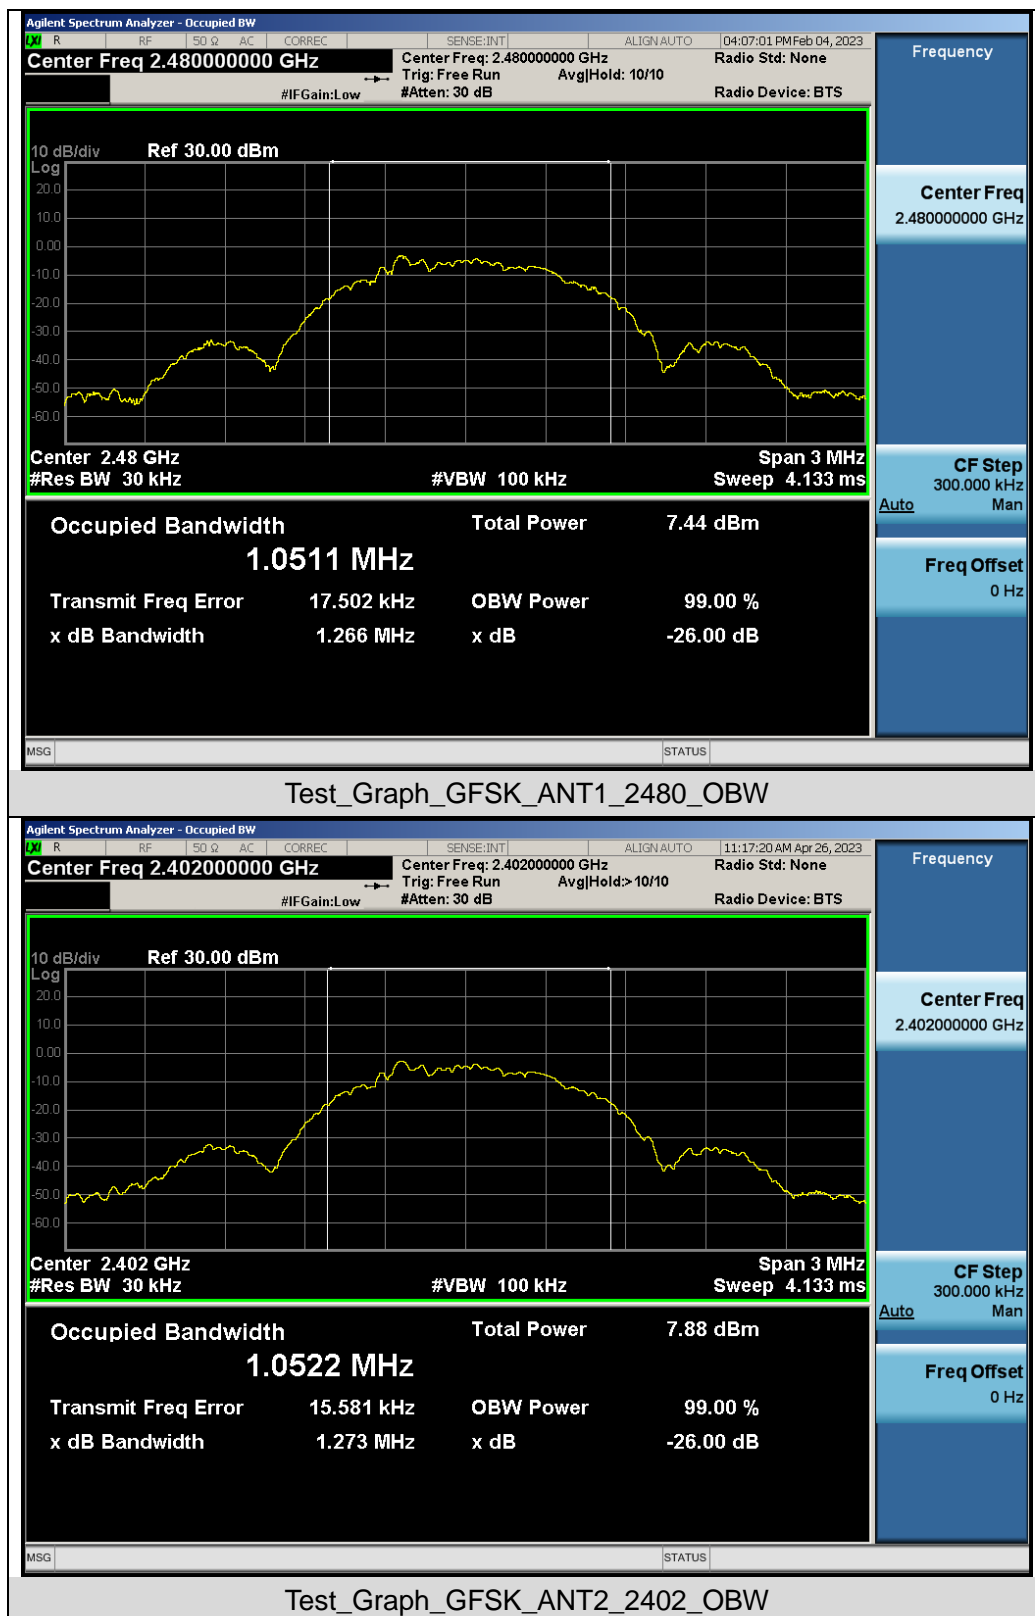 Agilent Spectrum Analyzer - Occupied BW
LXI R RF 50 Ω AC CORREC SENSE:INT ALIGN AUTO 04:07:01 PM Feb 04, 2023
Center Freq 2.480000000 GHz
Center Freq: 2.480000000 GHz
Radio Std: None
Trig: Free Run Avg|Hold: 10/10
#IFGain:Low #Atten: 30 dB Radio Device: BTS
Frequency
10 dB/div Ref 30.00 dBm
Log
20.0
10.0
0.00
-10.0
-20.0
-30.0
-40.0
-50.0
-60.0
Center 2.48 GHz Span 3 MHz
#Res BW 30 kHz #VBW 100 kHz Sweep 4.133 ms
Center Freq
2.480000000 GHz
CF Step
300.000 kHz
Auto Man
Freq Offset
0 Hz
Occupied Bandwidth Total Power 7.44 dBm
1.0511 MHz
Transmit Freq Error 17.502 kHz OBW Power 99.00 %
x dB Bandwidth 1.266 MHz x dB -26.00 dB
MSG STATUS
Test_Graph_GFSK_ANT1_2480_OBW
Agilent Spectrum Analyzer - Occupied BW
LXI R RF 50 Ω AC CORREC SENSE:INT ALIGN AUTO 11:17:20 AM Apr 26, 2023
Center Freq 2.402000000 GHz
Center Freq: 2.402000000 GHz
Radio Std: None
Trig: Free Run Avg|Hold:>10/10
#IFGain:Low #Atten: 30 dB Radio Device: BTS
Frequency
10 dB/div Ref 30.00 dBm
Log
20.0
10.0
0.00
-10.0
-20.0
-30.0
-40.0
-50.0
-60.0
Center 2.402 GHz Span 3 MHz
#Res BW 30 kHz #VBW 100 kHz Sweep 4.133 ms
Center Freq
2.402000000 GHz
CF Step
300.000 kHz
Auto Man
Freq Offset
0 Hz
Occupied Bandwidth Total Power 7.88 dBm
1.0522 MHz
Transmit Freq Error 15.581 kHz OBW Power 99.00 %
x dB Bandwidth 1.273 MHz x dB -26.00 dB
MSG STATUS
Test_Graph_GFSK_ANT2_2402_OBW